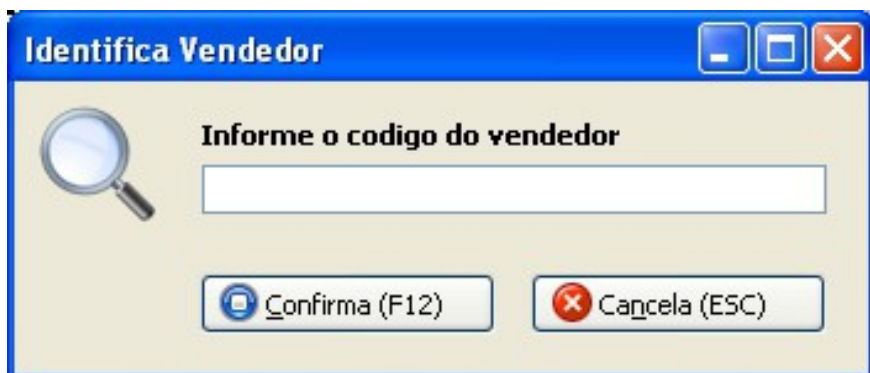 Identifica Vendedor
Informe o codigo do vendedor
Confirma (F12)
Cancela (ESC)